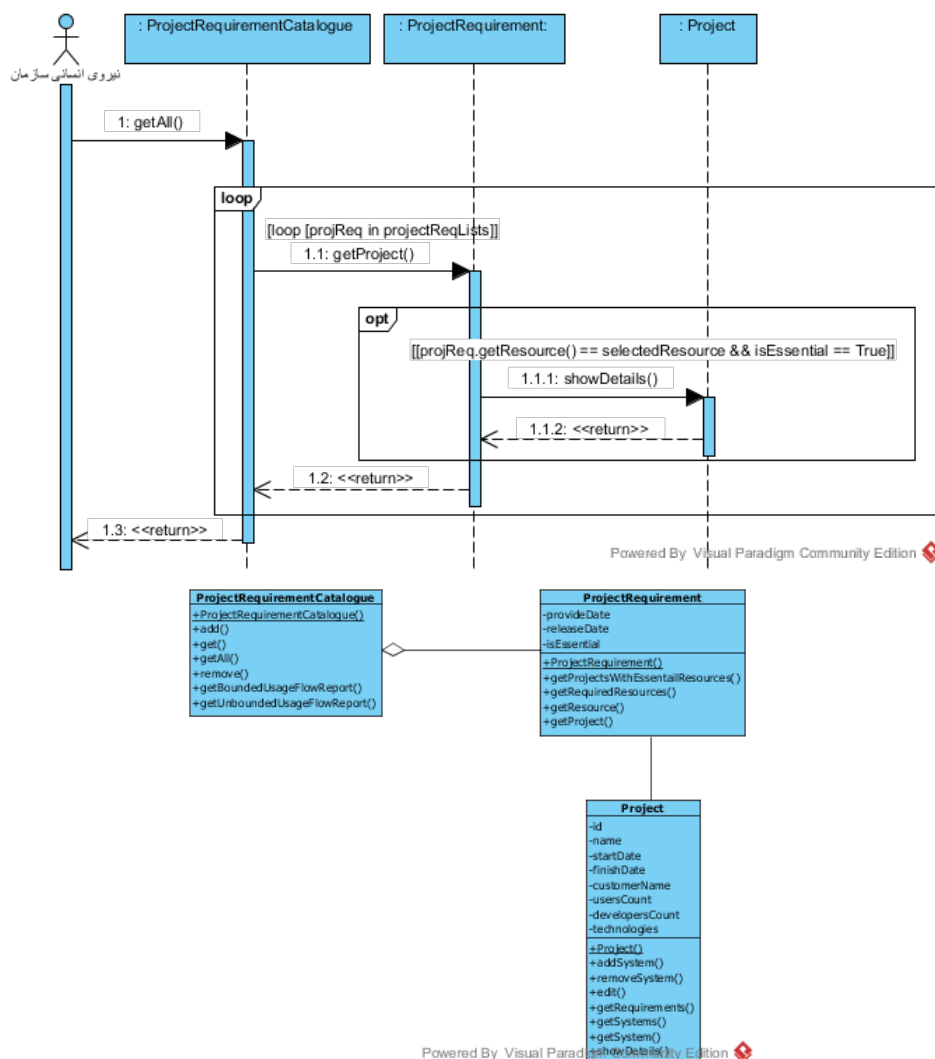 : ProjectRequirementCatalogue
: ProjectRequirement:
: Project
نیروی انسانی سازمان
1: getAll()
loop
[loop [projReq in projectReqLists]]
1.1: getProject()
opt
[[projReq.getResource() == selectedResource && isEssential == True]]
1.1.1: showDetails()
1.1.2: <<return>>
1.2: <<return>>
1.3: <<return>>
Powered By Visual Paradigm Community Edition
ProjectRequirementCatalogue
+ProjectRequirementCatalogue()
+add()
+get()
+getAll()
+remove()
+getBoundedUsageFlowReport()
+getUnboundedUsageFlowReport()
ProjectRequirement
-provideDate
-releaseDate
-isEssential
+ProjectRequirement()
+getProjectsWithEssentailResources()
+getRequiredResources()
+getResource()
+getProject()
Project
-id
-name
-startDate
-finishDate
-customerName
-usersCount
-developersCount
-technologies
+Project()
+addSystem()
+removeSystem()
+edit()
+getRequirements()
+getSystems()
+getSystem()
+showDetails()
Powered By Visual Paradigm Community Edition